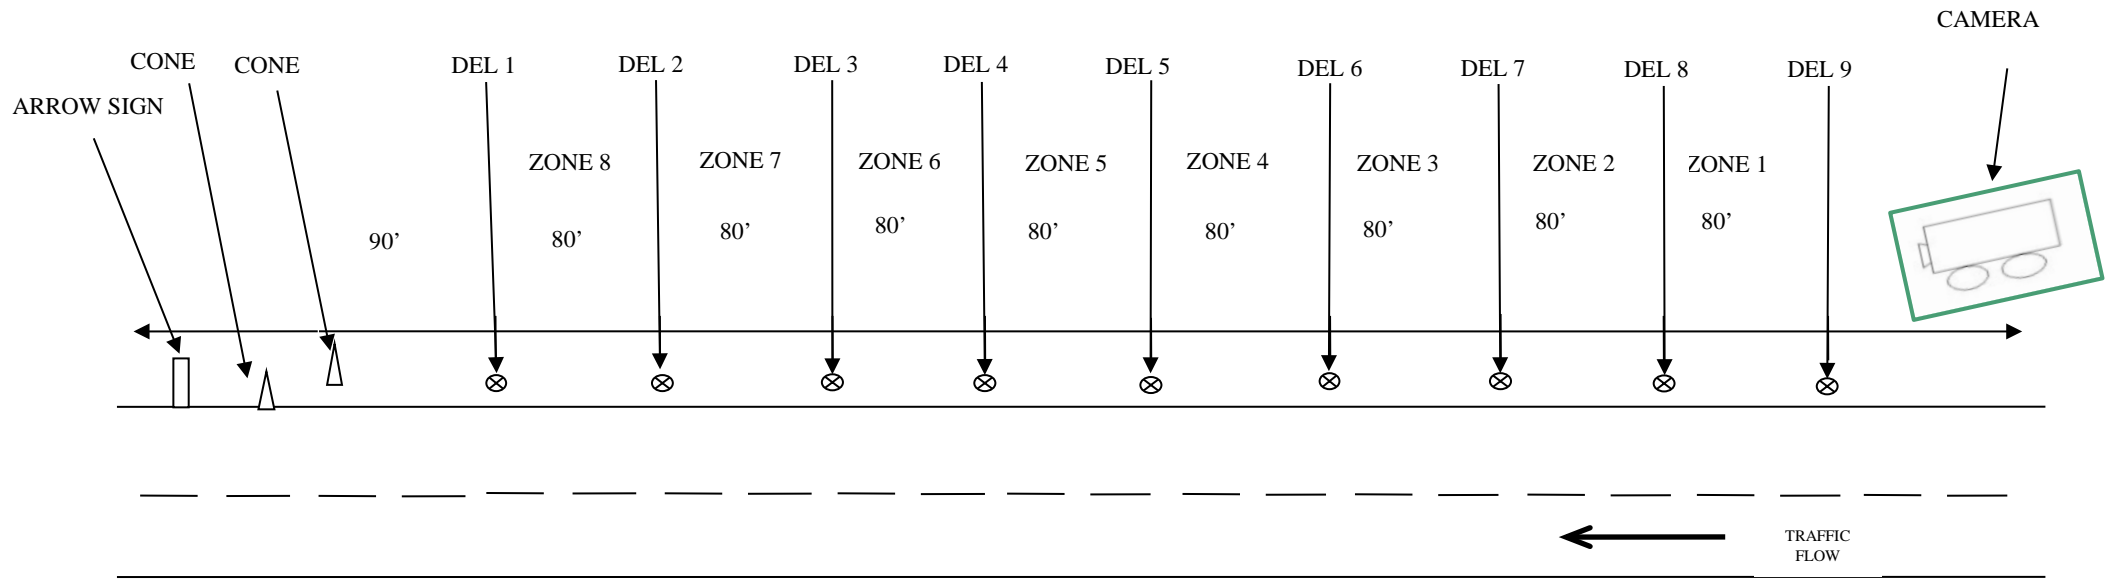 CAMERA
CONE
CONE
DEL 1
DEL 2
DEL 3
DEL 4
DEL 5
DEL 6
DEL 7
DEL 8
DEL 9
ARROW SIGN
ZONE 8
ZONE 7
ZONE 6
ZONE 5
ZONE 4
ZONE 3
ZONE 2
ZONE 1
90’
80’
80’
80’
80’
80’
80’
80’
80’
TRAFFIC
FLOW